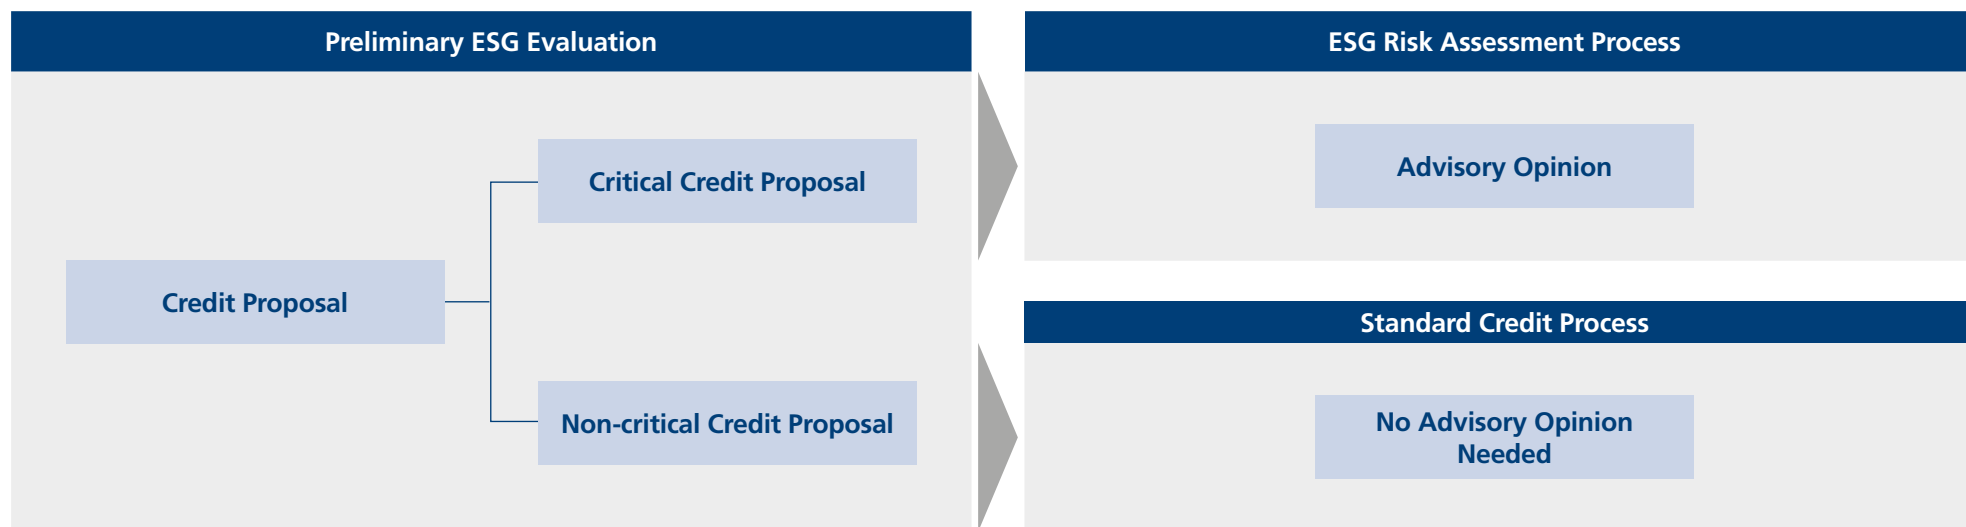 Preliminary ESG Evaluation
Credit Proposal
Critical Credit Proposal
Non-critical Credit Proposal
ESG Risk Assessment Process
Advisory Opinion
Standard Credit Process
No Advisory Opinion
Needed